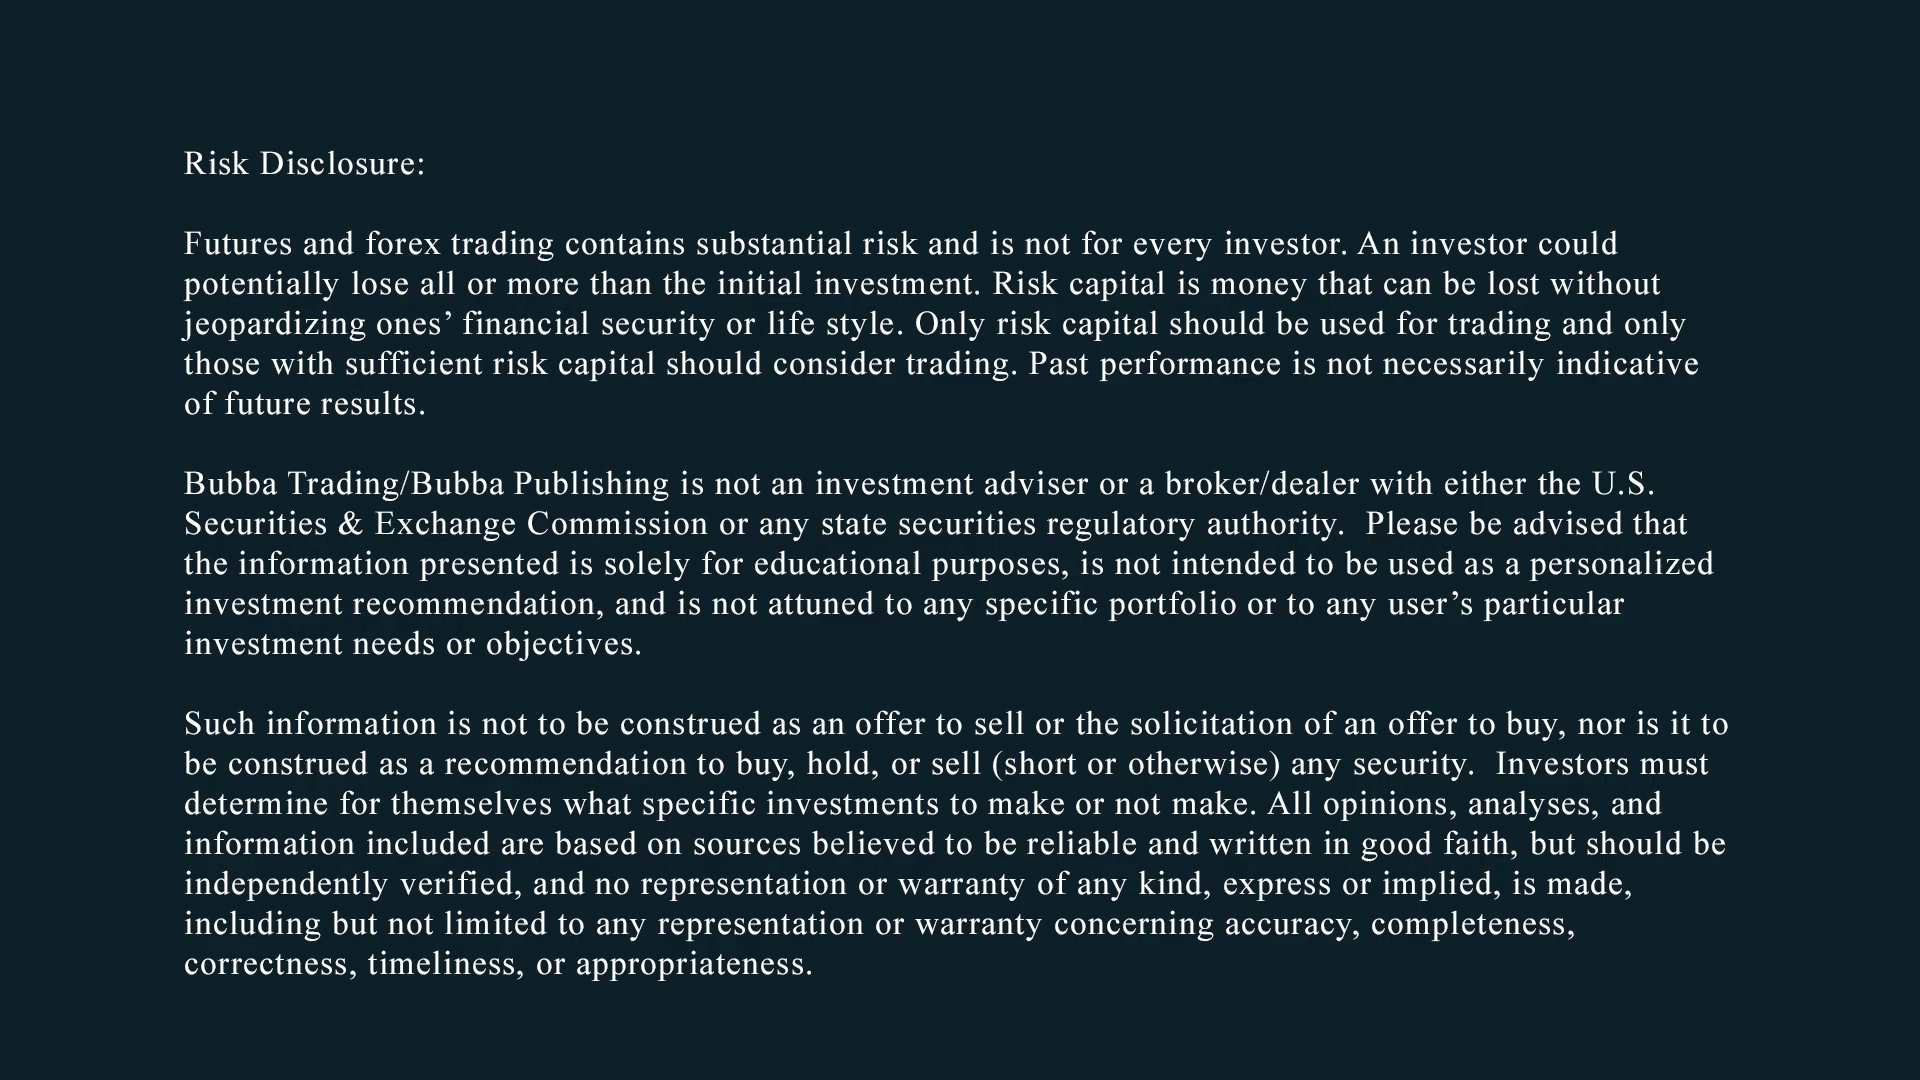 Risk Disclosure:
Futures and forex trading contains substantial risk and is not for every investor. An investor could
potentially lose all or more than the initial investment. Risk capital is money that can be lost without
jeopardizing ones’ financial security or life style. Only risk capital should be used for trading and only
those with sufficient risk capital should consider trading. Past performance is not necessarily indicative
of future results.
Bubba Trading/Bubba Publishing is not an investment adviser or a broker/dealer with either the U.S.
Securities & Exchange Commission or any state securities regulatory authority.  Please be advised that
the information presented is solely for educational purposes, is not intended to be used as a personalized
investment recommendation, and is not attuned to any specific portfolio or to any user’s particular
investment needs or objectives.
Such information is not to be construed as an offer to sell or the solicitation of an offer to buy, nor is it to
be construed as a recommendation to buy, hold, or sell (short or otherwise) any security.  Investors must
determine for themselves what specific investments to make or not make. All opinions, analyses, and
information included are based on sources believed to be reliable and written in good faith, but should be
independently verified, and no representation or warranty of any kind, express or implied, is made,
including but not limited to any representation or warranty concerning accuracy, completeness,
correctness, timeliness, or appropriateness.